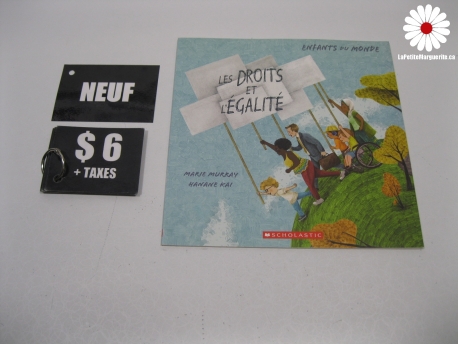 LaPetiteMarguerite.ca
NEUF
$6
+ TAXES
ENFANTS DU MONDE
LES DROITS
ET
L'ÉGALITÉ
MARIE MURRAY
HANANE KAI
SCHOLASTIC